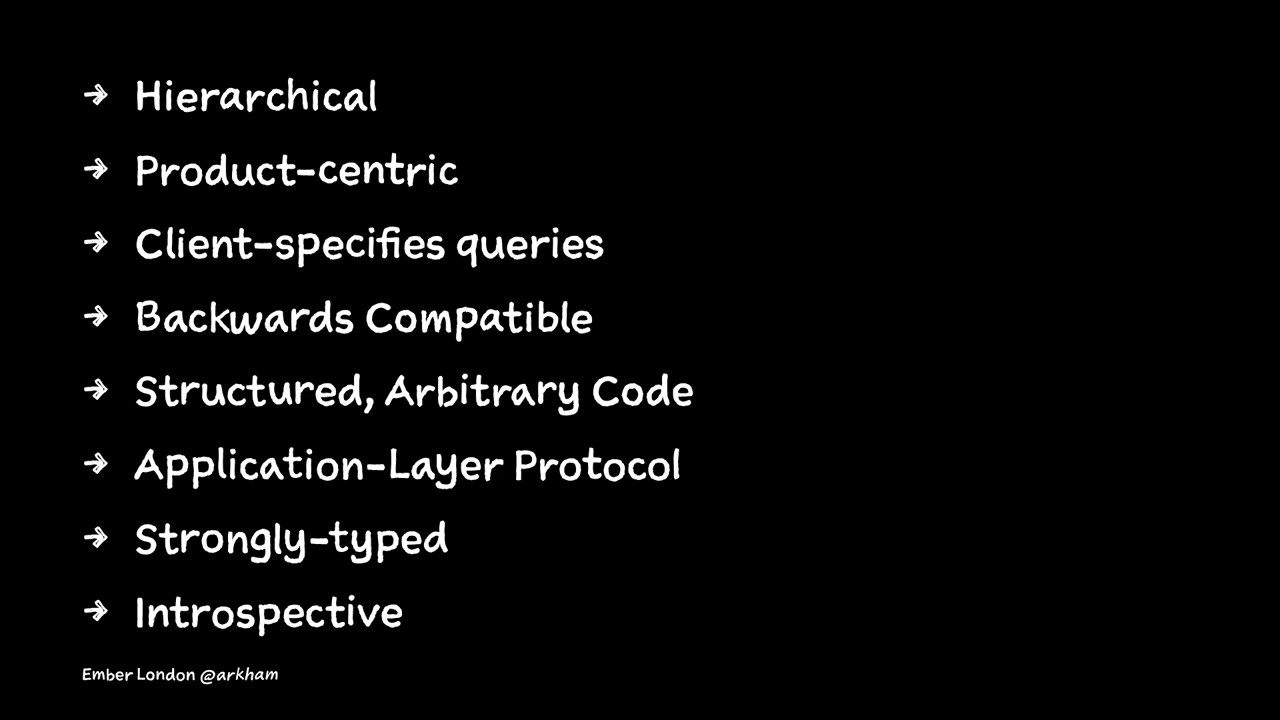 → Hierarchical
→ Product-centric
→ Client-specifies queries
→ Backwards Compatible
→ Structured, Arbitrary Code
→ Application-Layer Protocol
→ Strongly-typed
→ Introspective
Ember London @arkham